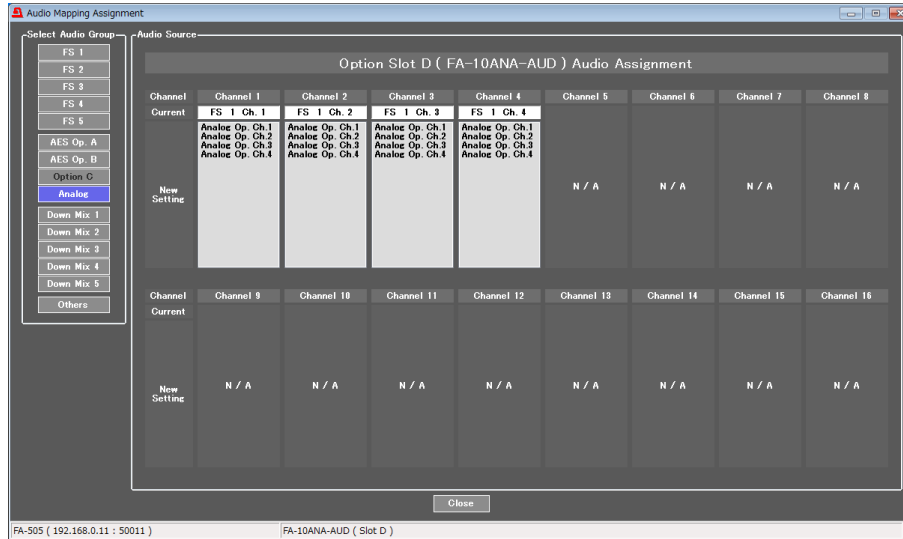 Audio Mapping Assignment
Select Audio Group
FS 1
FS 2
FS 3
FS 4
FS 5
AES Op. A
AES Op. B
Option C
Analog
Down Mix 1
Down Mix 2
Down Mix 3
Down Mix 4
Down Mix 5
Others
Audio Source
Option Slot D ( FA-10ANA-AUD ) Audio Assignment
Channel Channel 1 Channel 2 Channel 3 Channel 4 Channel 5 Channel 6 Channel 7 Channel 8
Current FS 1 Ch. 1 FS 1 Ch. 2 FS 1 Ch. 3 FS 1 Ch. 4
Analog Op. Ch.1 Analog Op. Ch.1 Analog Op. Ch.1 Analog Op. Ch.1
Analog Op. Ch.2 Analog Op. Ch.2 Analog Op. Ch.2 Analog Op. Ch.2
Analog Op. Ch.3 Analog Op. Ch.3 Analog Op. Ch.3 Analog Op. Ch.3
Analog Op. Ch.4 Analog Op. Ch.4 Analog Op. Ch.4 Analog Op. Ch.4
New N / A N / A N / A N / A
Setting
Channel Channel 9 Channel 10 Channel 11 Channel 12 Channel 13 Channel 14 Channel 15 Channel 16
Current
New N / A N / A N / A N / A N / A N / A N / A N / A
Setting
Close
FA-505 ( 192.168.0.11 : 50011 ) FA-10ANA-AUD ( Slot D )